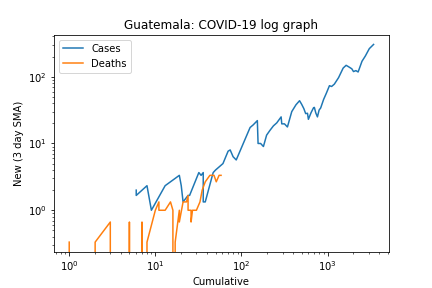 Guatemala: COVID-19 log graph
Cases
Deaths
New (3 day SMA)
10²
10¹
10⁰
10⁰ 10¹ 10² 10³
Cumulative